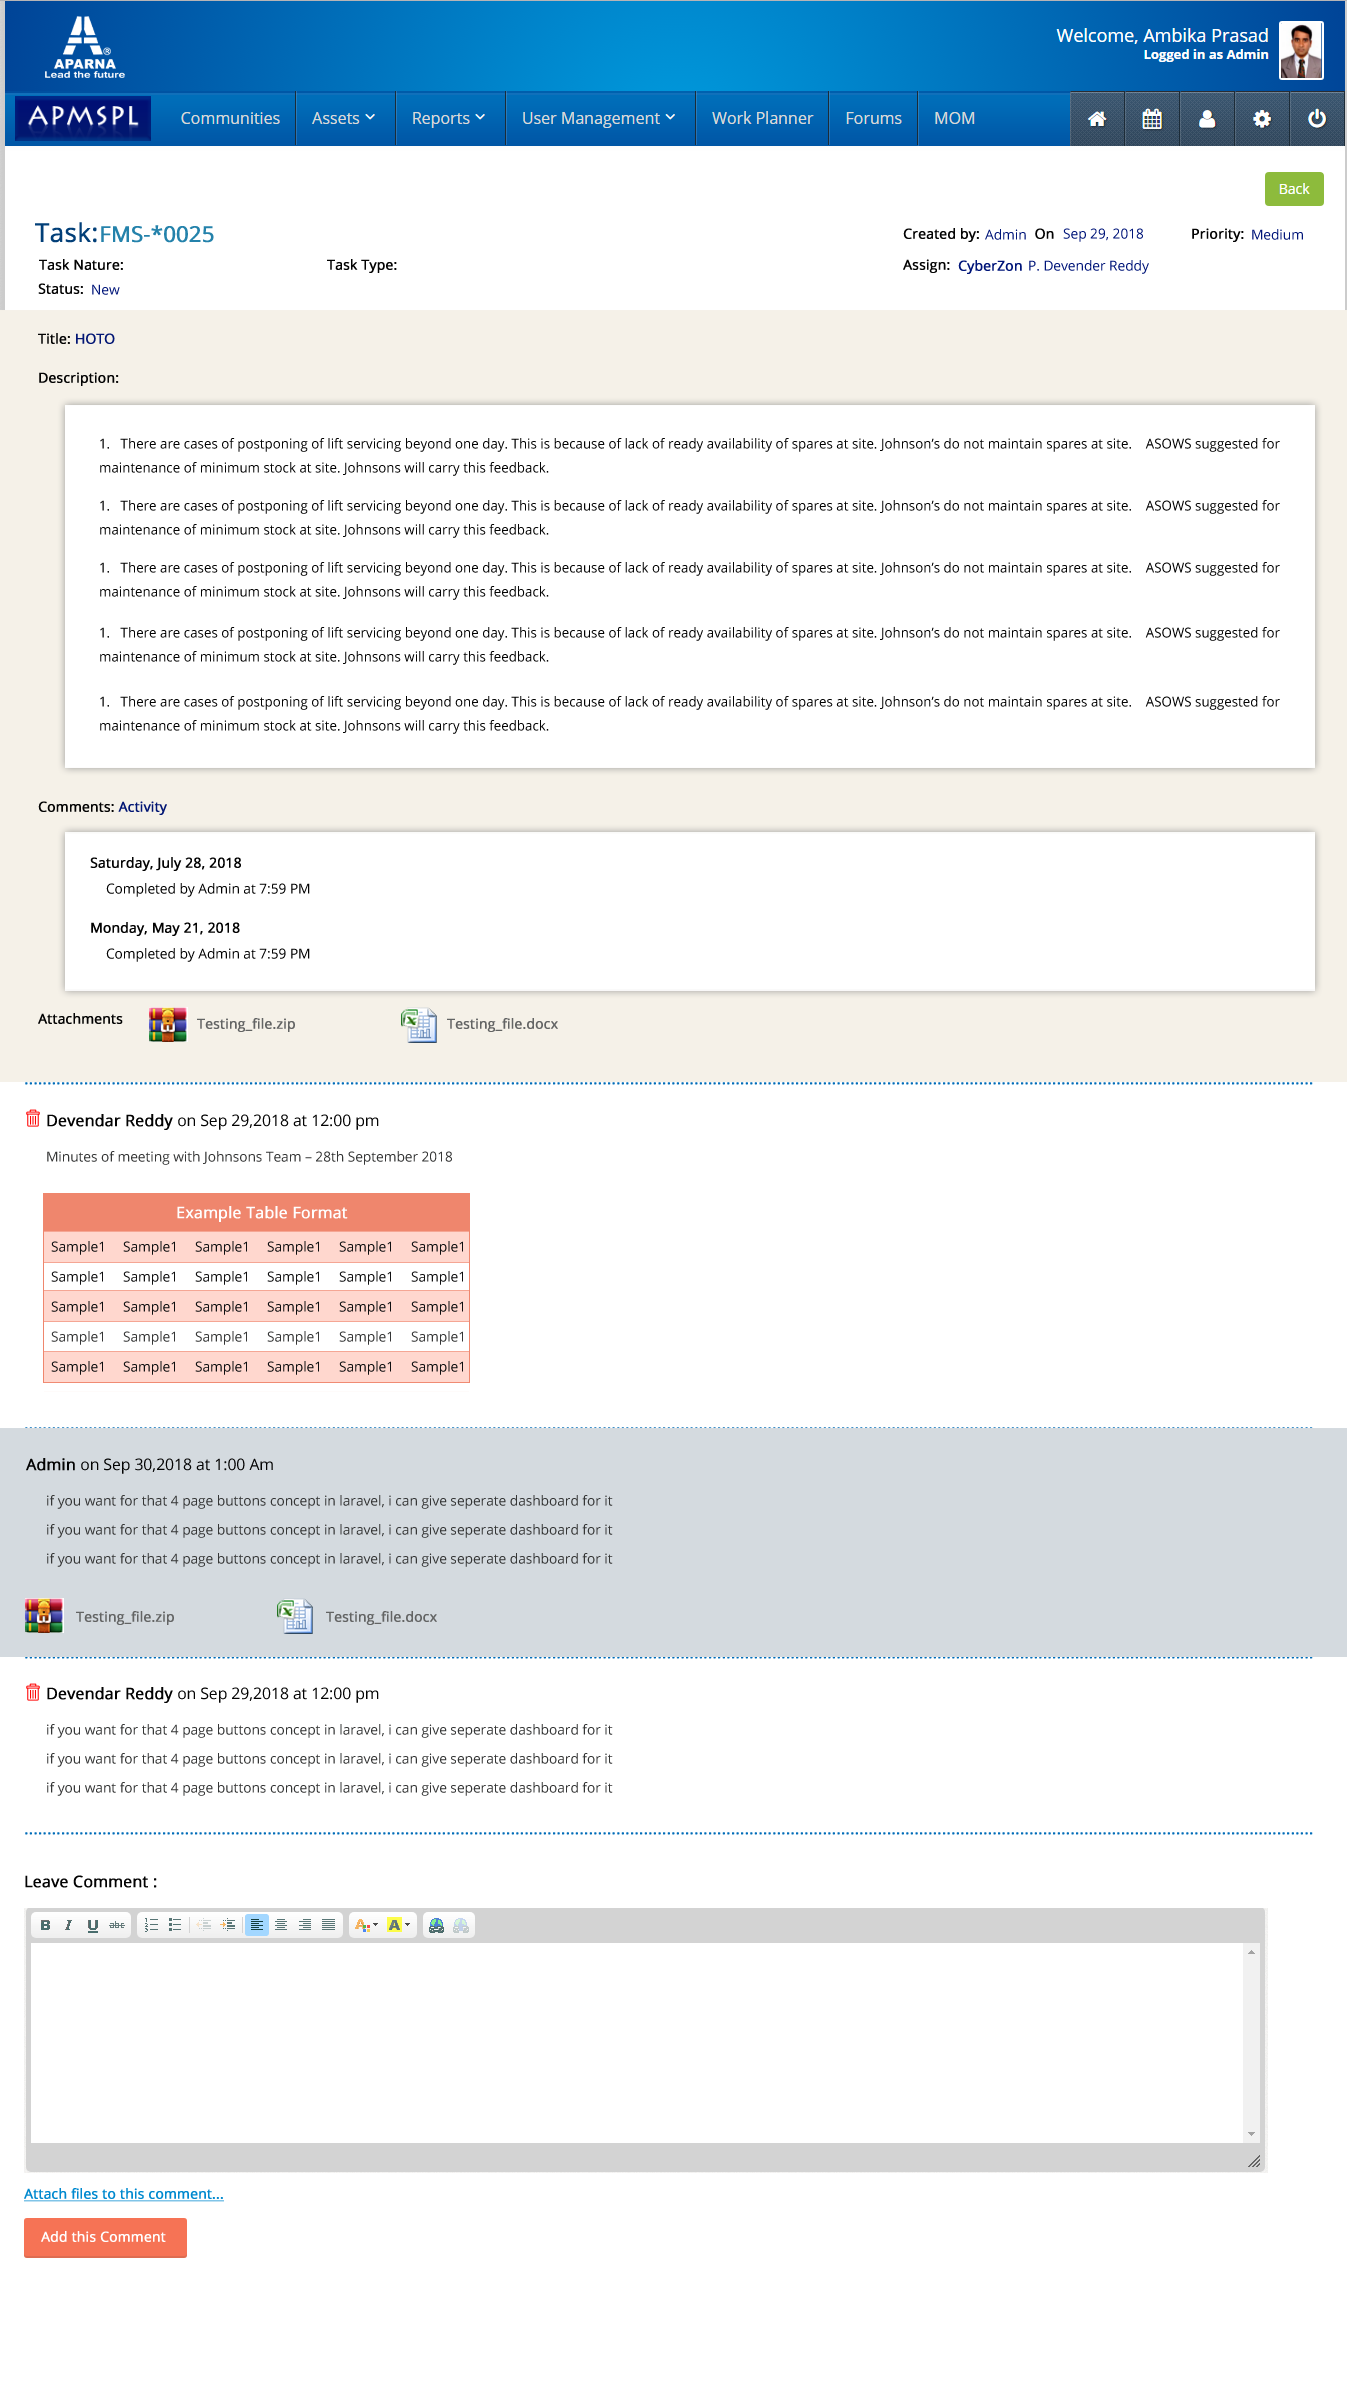 APARNA®
Lead the future
Welcome, Ambika Prasad
Logged in as Admin
APMSPL
Communities Assets Reports User Management Work Planner Forums MOM
Back
Task:FMS-*0025
Created by: Admin On Sep 29, 2018 Priority: Medium
Task Nature: Task Type:
Assign: CyberZon P. Devender Reddy
Status: New
Title: HOTO
Description:
1. There are cases of postponing of lift servicing beyond one day. This is because of lack of ready availability of spares at site. Johnson's do not maintain spares at site. ASOWS suggested for
maintenance of minimum stock at site. Johnsons will carry this feedback.
1. There are cases of postponing of lift servicing beyond one day. This is because of lack of ready availability of spares at site. Johnson's do not maintain spares at site. ASOWS suggested for
maintenance of minimum stock at site. Johnsons will carry this feedback.
1. There are cases of postponing of lift servicing beyond one day. This is because of lack of ready availability of spares at site. Johnson's do not maintain spares at site. ASOWS suggested for
maintenance of minimum stock at site. Johnsons will carry this feedback.
1. There are cases of postponing of lift servicing beyond one day. This is because of lack of ready availability of spares at site. Johnson's do not maintain spares at site. ASOWS suggested for
maintenance of minimum stock at site. Johnsons will carry this feedback.
1. There are cases of postponing of lift servicing beyond one day. This is because of lack of ready availability of spares at site. Johnson's do not maintain spares at site. ASOWS suggested for
maintenance of minimum stock at site. Johnsons will carry this feedback.
Comments: Activity
Saturday, July 28, 2018
Completed by Admin at 7:59 PM
Monday, May 21, 2018
Completed by Admin at 7:59 PM
Attachments Testing_file.zip Testing_file.docx
Devendar Reddy on Sep 29,2018 at 12:00 pm
Minutes of meeting with Johnsons Team – 28th September 2018
Example Table Format
Sample1 Sample1 Sample1 Sample1 Sample1 Sample1
Sample1 Sample1 Sample1 Sample1 Sample1 Sample1
Sample1 Sample1 Sample1 Sample1 Sample1 Sample1
Sample1 Sample1 Sample1 Sample1 Sample1 Sample1
Sample1 Sample1 Sample1 Sample1 Sample1 Sample1
Admin on Sep 30,2018 at 1:00 Am
if you want for that 4 page buttons concept in laravel, i can give seperate dashboard for it
if you want for that 4 page buttons concept in laravel, i can give seperate dashboard for it
if you want for that 4 page buttons concept in laravel, i can give seperate dashboard for it
Testing_file.zip Testing_file.docx
Devendar Reddy on Sep 29,2018 at 12:00 pm
if you want for that 4 page buttons concept in laravel, i can give seperate dashboard for it
if you want for that 4 page buttons concept in laravel, i can give seperate dashboard for it
if you want for that 4 page buttons concept in laravel, i can give seperate dashboard for it
Leave Comment :
B I U abc A A
Attach files to this comment...
Add this Comment